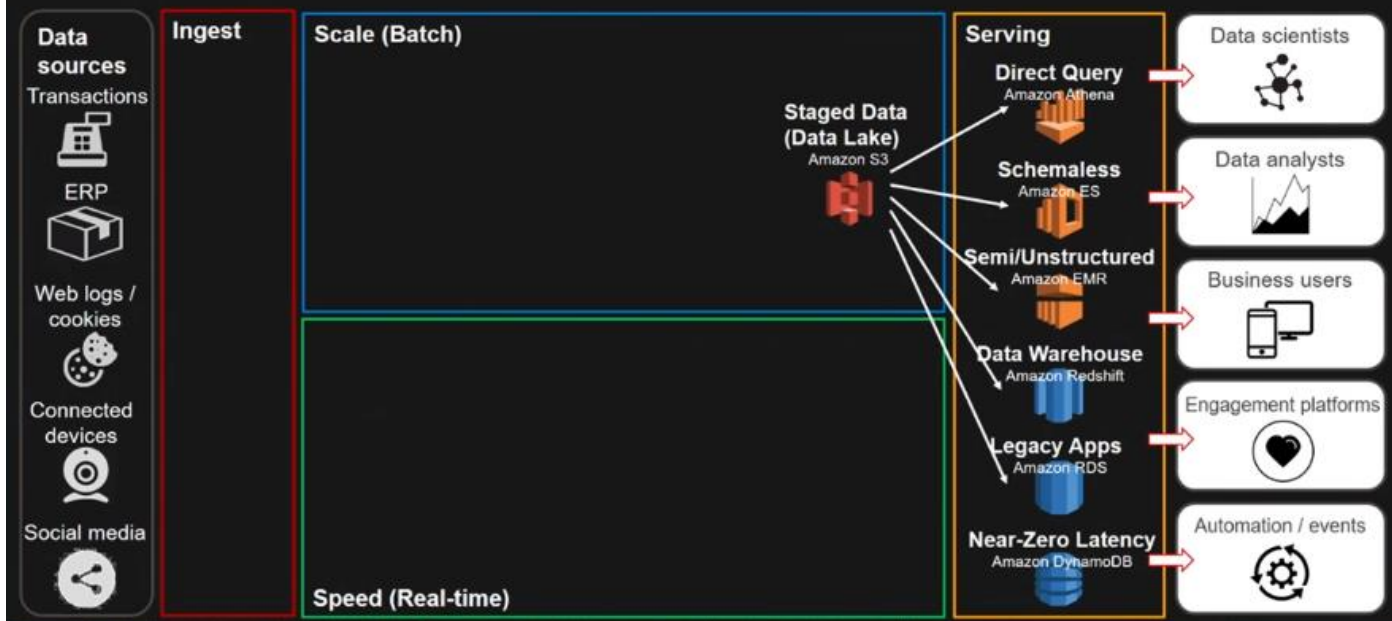 Data
sources
Transactions
ERP
Web logs /
cookies
Connected
devices
Social media
Ingest
Scale (Batch)
Staged Data
(Data Lake)
Amazon S3
Speed (Real-time)
Serving
Direct Query
Amazon Athena
Schemaless
Amazon ES
Semi/Unstructured
Amazon EMR
Data Warehouse
Amazon Redshift
Legacy Apps
Amazon RDS
Near-Zero Latency
Amazon DynamoDB
Data scientists
Data analysts
Business users
Engagement platforms
Automation / events